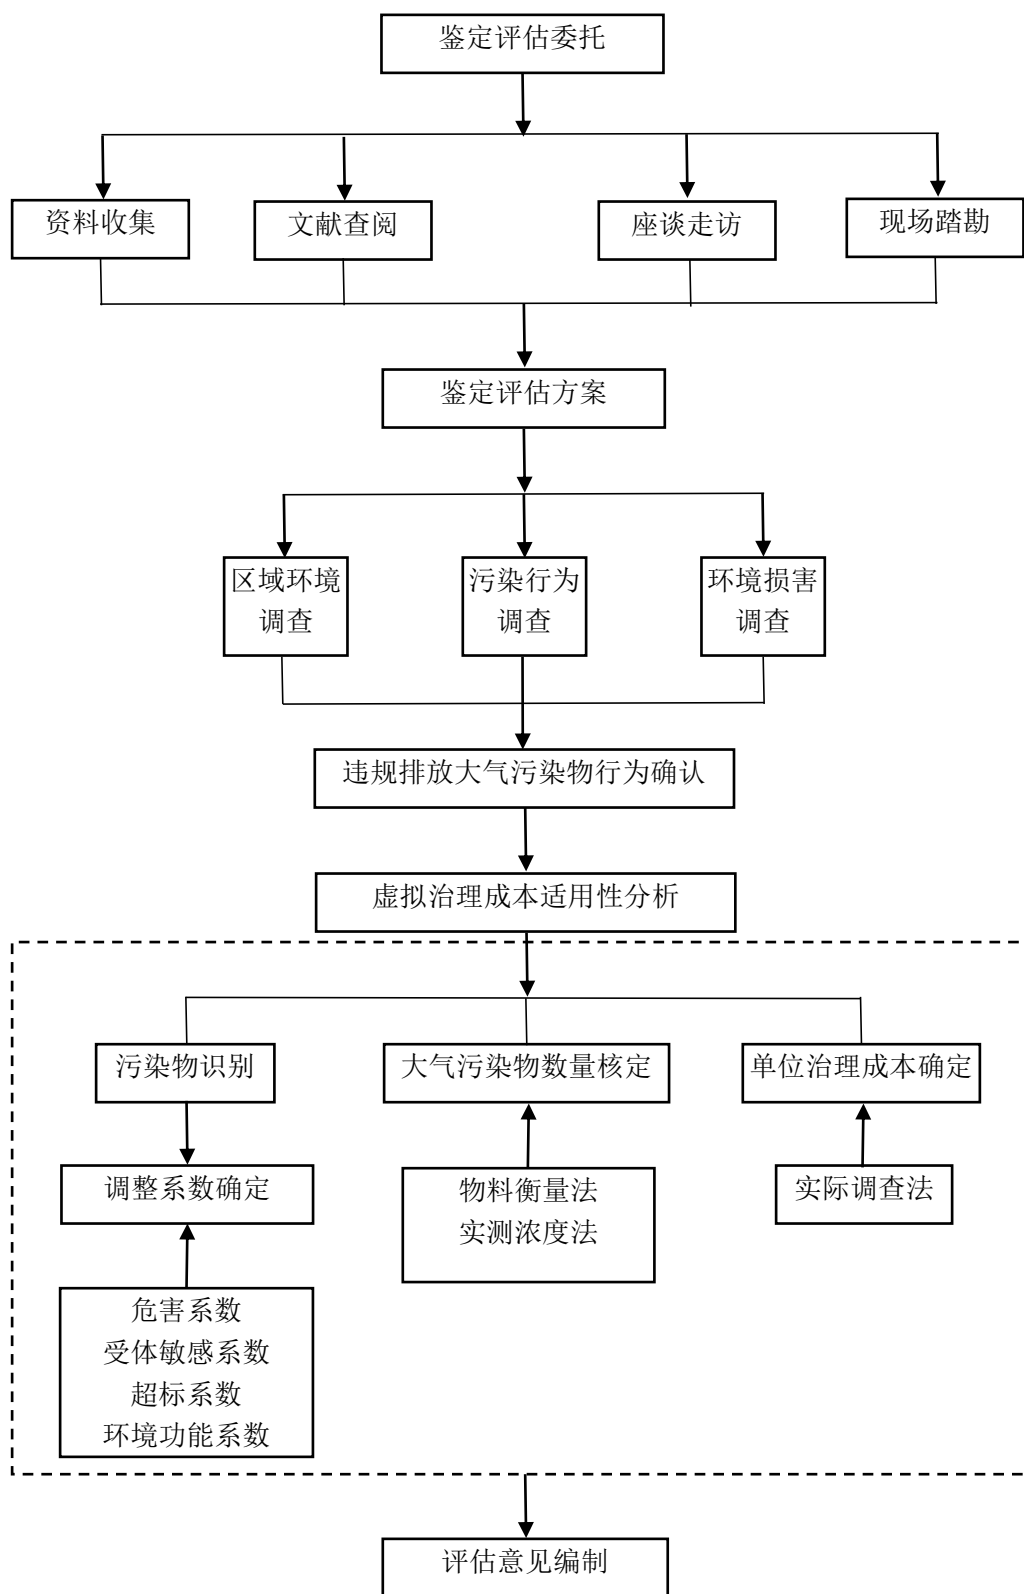 鉴定评估委托
资料收集
文献查阅
座谈走访
现场踏勘
鉴定评估方案
区域环境
调查
污染行为
调查
环境损害
调查
违规排放大气污染物行为确认
虚拟治理成本适用性分析
污染物识别
大气污染物数量核定
单位治理成本确定
调整系数确定
物料衡量法
实测浓度法
实际调查法
危害系数
受体敏感系数
超标系数
环境功能系数
评估意见编制